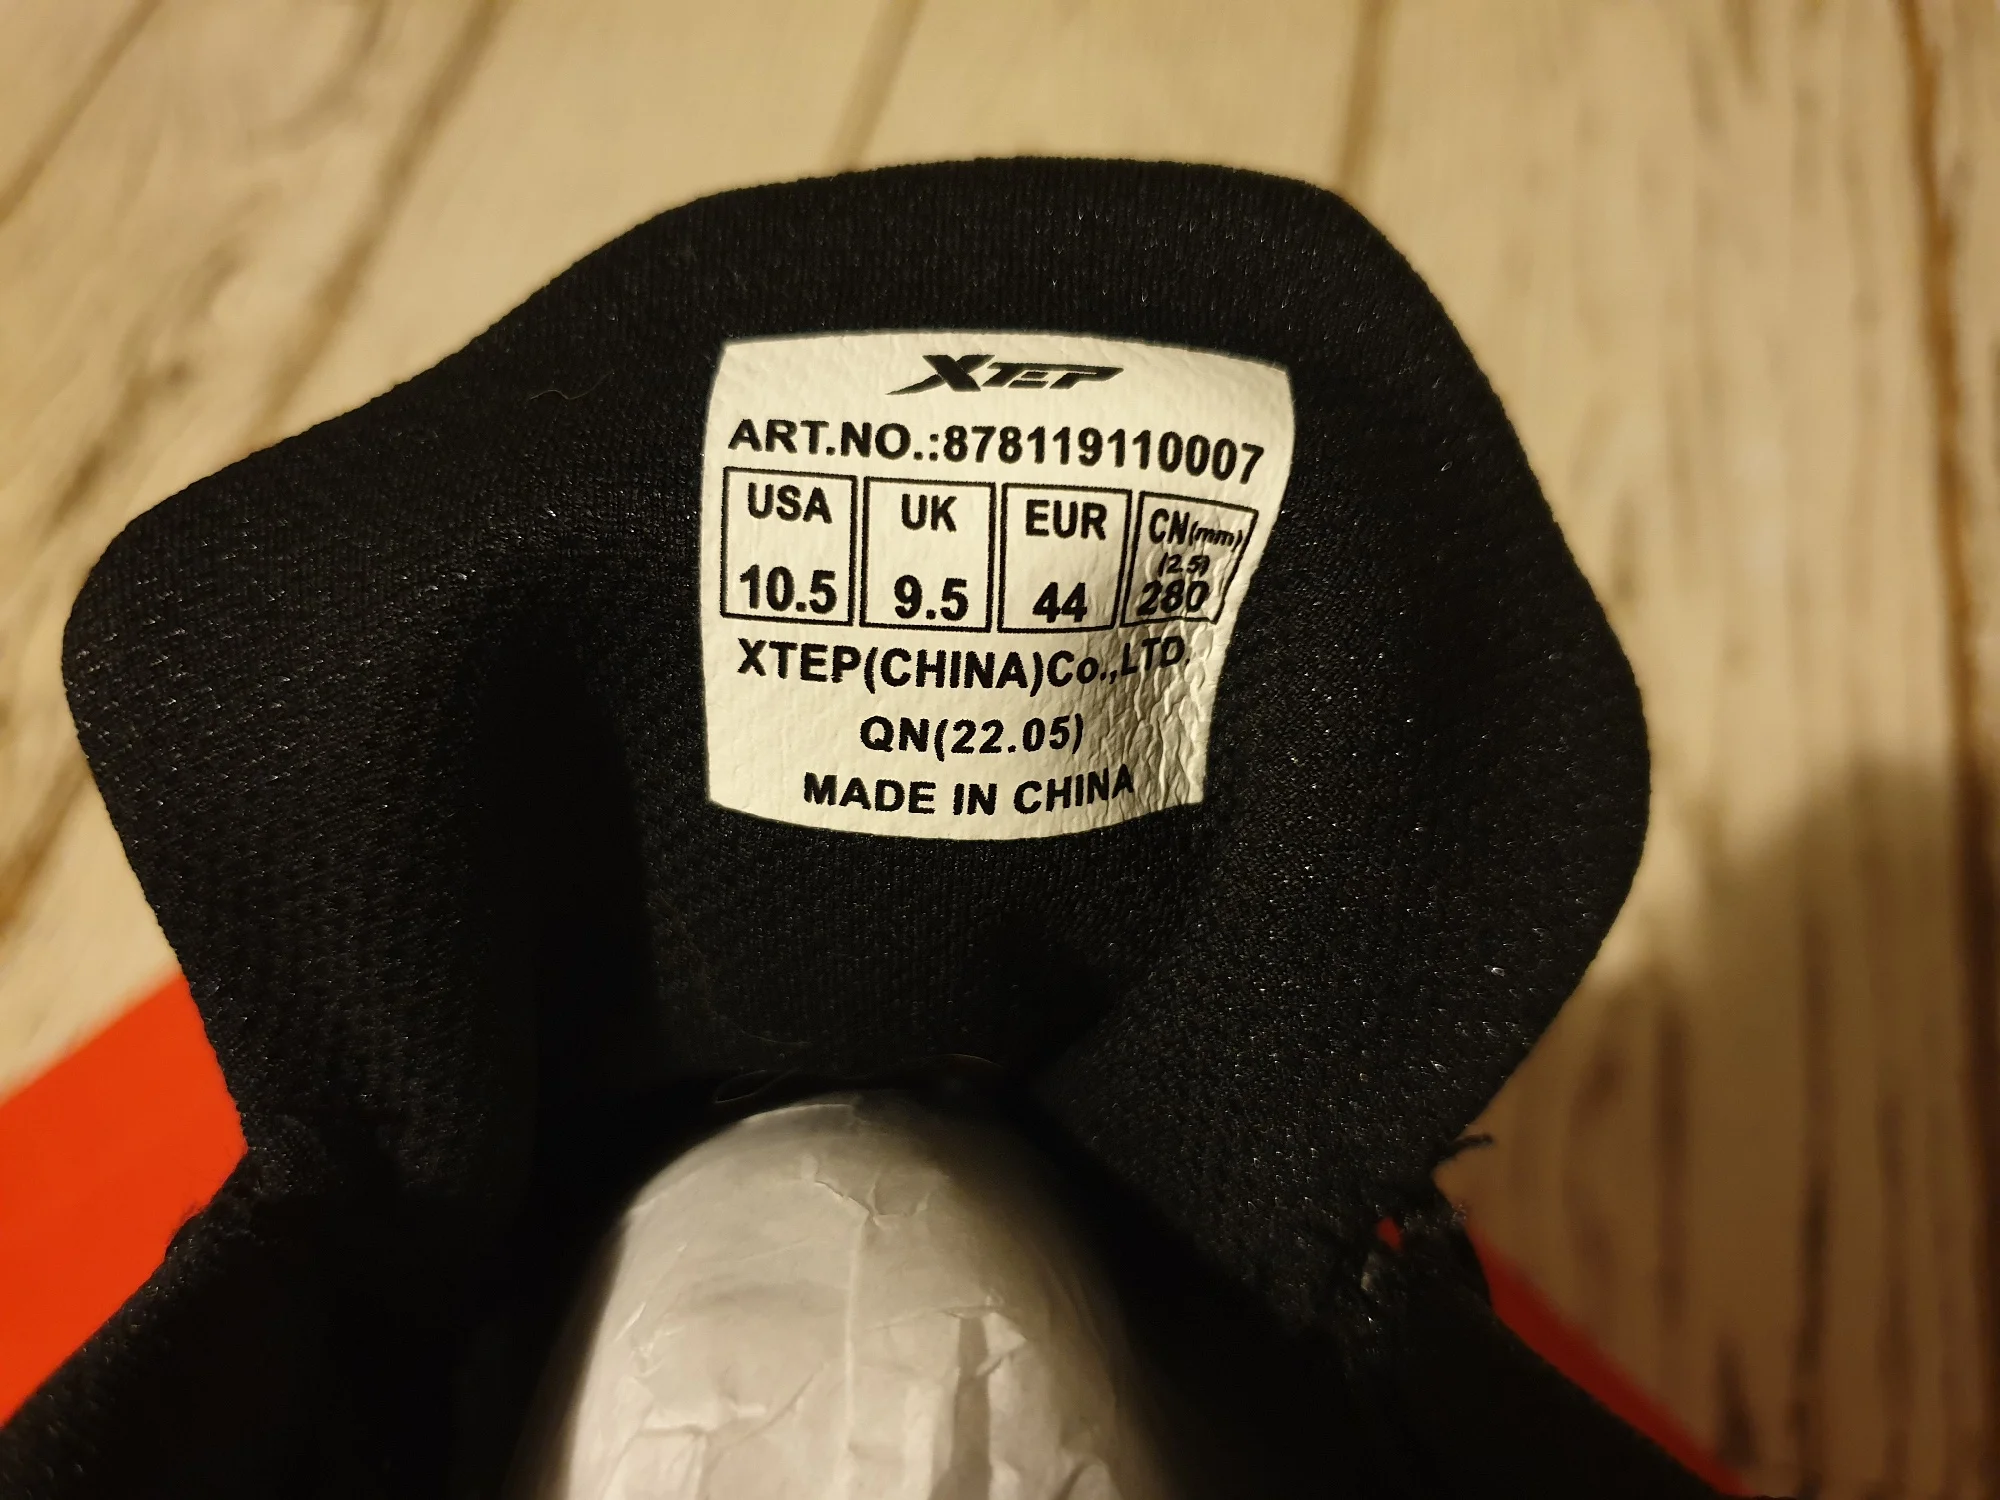 XTEP
ART.NO.:878119110007
USA UK EUR CN(mm)
(2.5)
10.5 9.5 44 280
XTEP(CHINA)Co.,LTD.
QN(22.05)
MADE IN CHINA